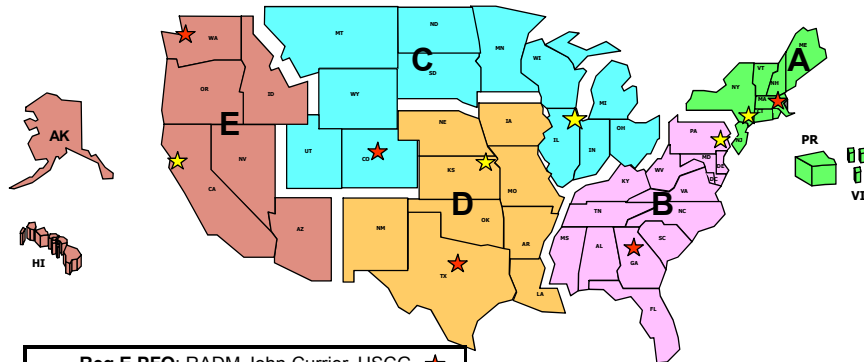 WA
MT
ND
MN
ME
C
A
VT
NH
WI
SD
OR
ID
WY
MI
NY
MA
E
NE
IA
AK
PA
NJ
OH
IL
IN
UT
CO
PR
MD
DE
KS
WV
DC
NV
CA
MO
KY
VA
VI
D
B
TN
NC
OK
AZ
NM
AR
MS
AL
SC
HI
GA
TX
LA
FL
Reg E PFO: RADM John Currier, USCG